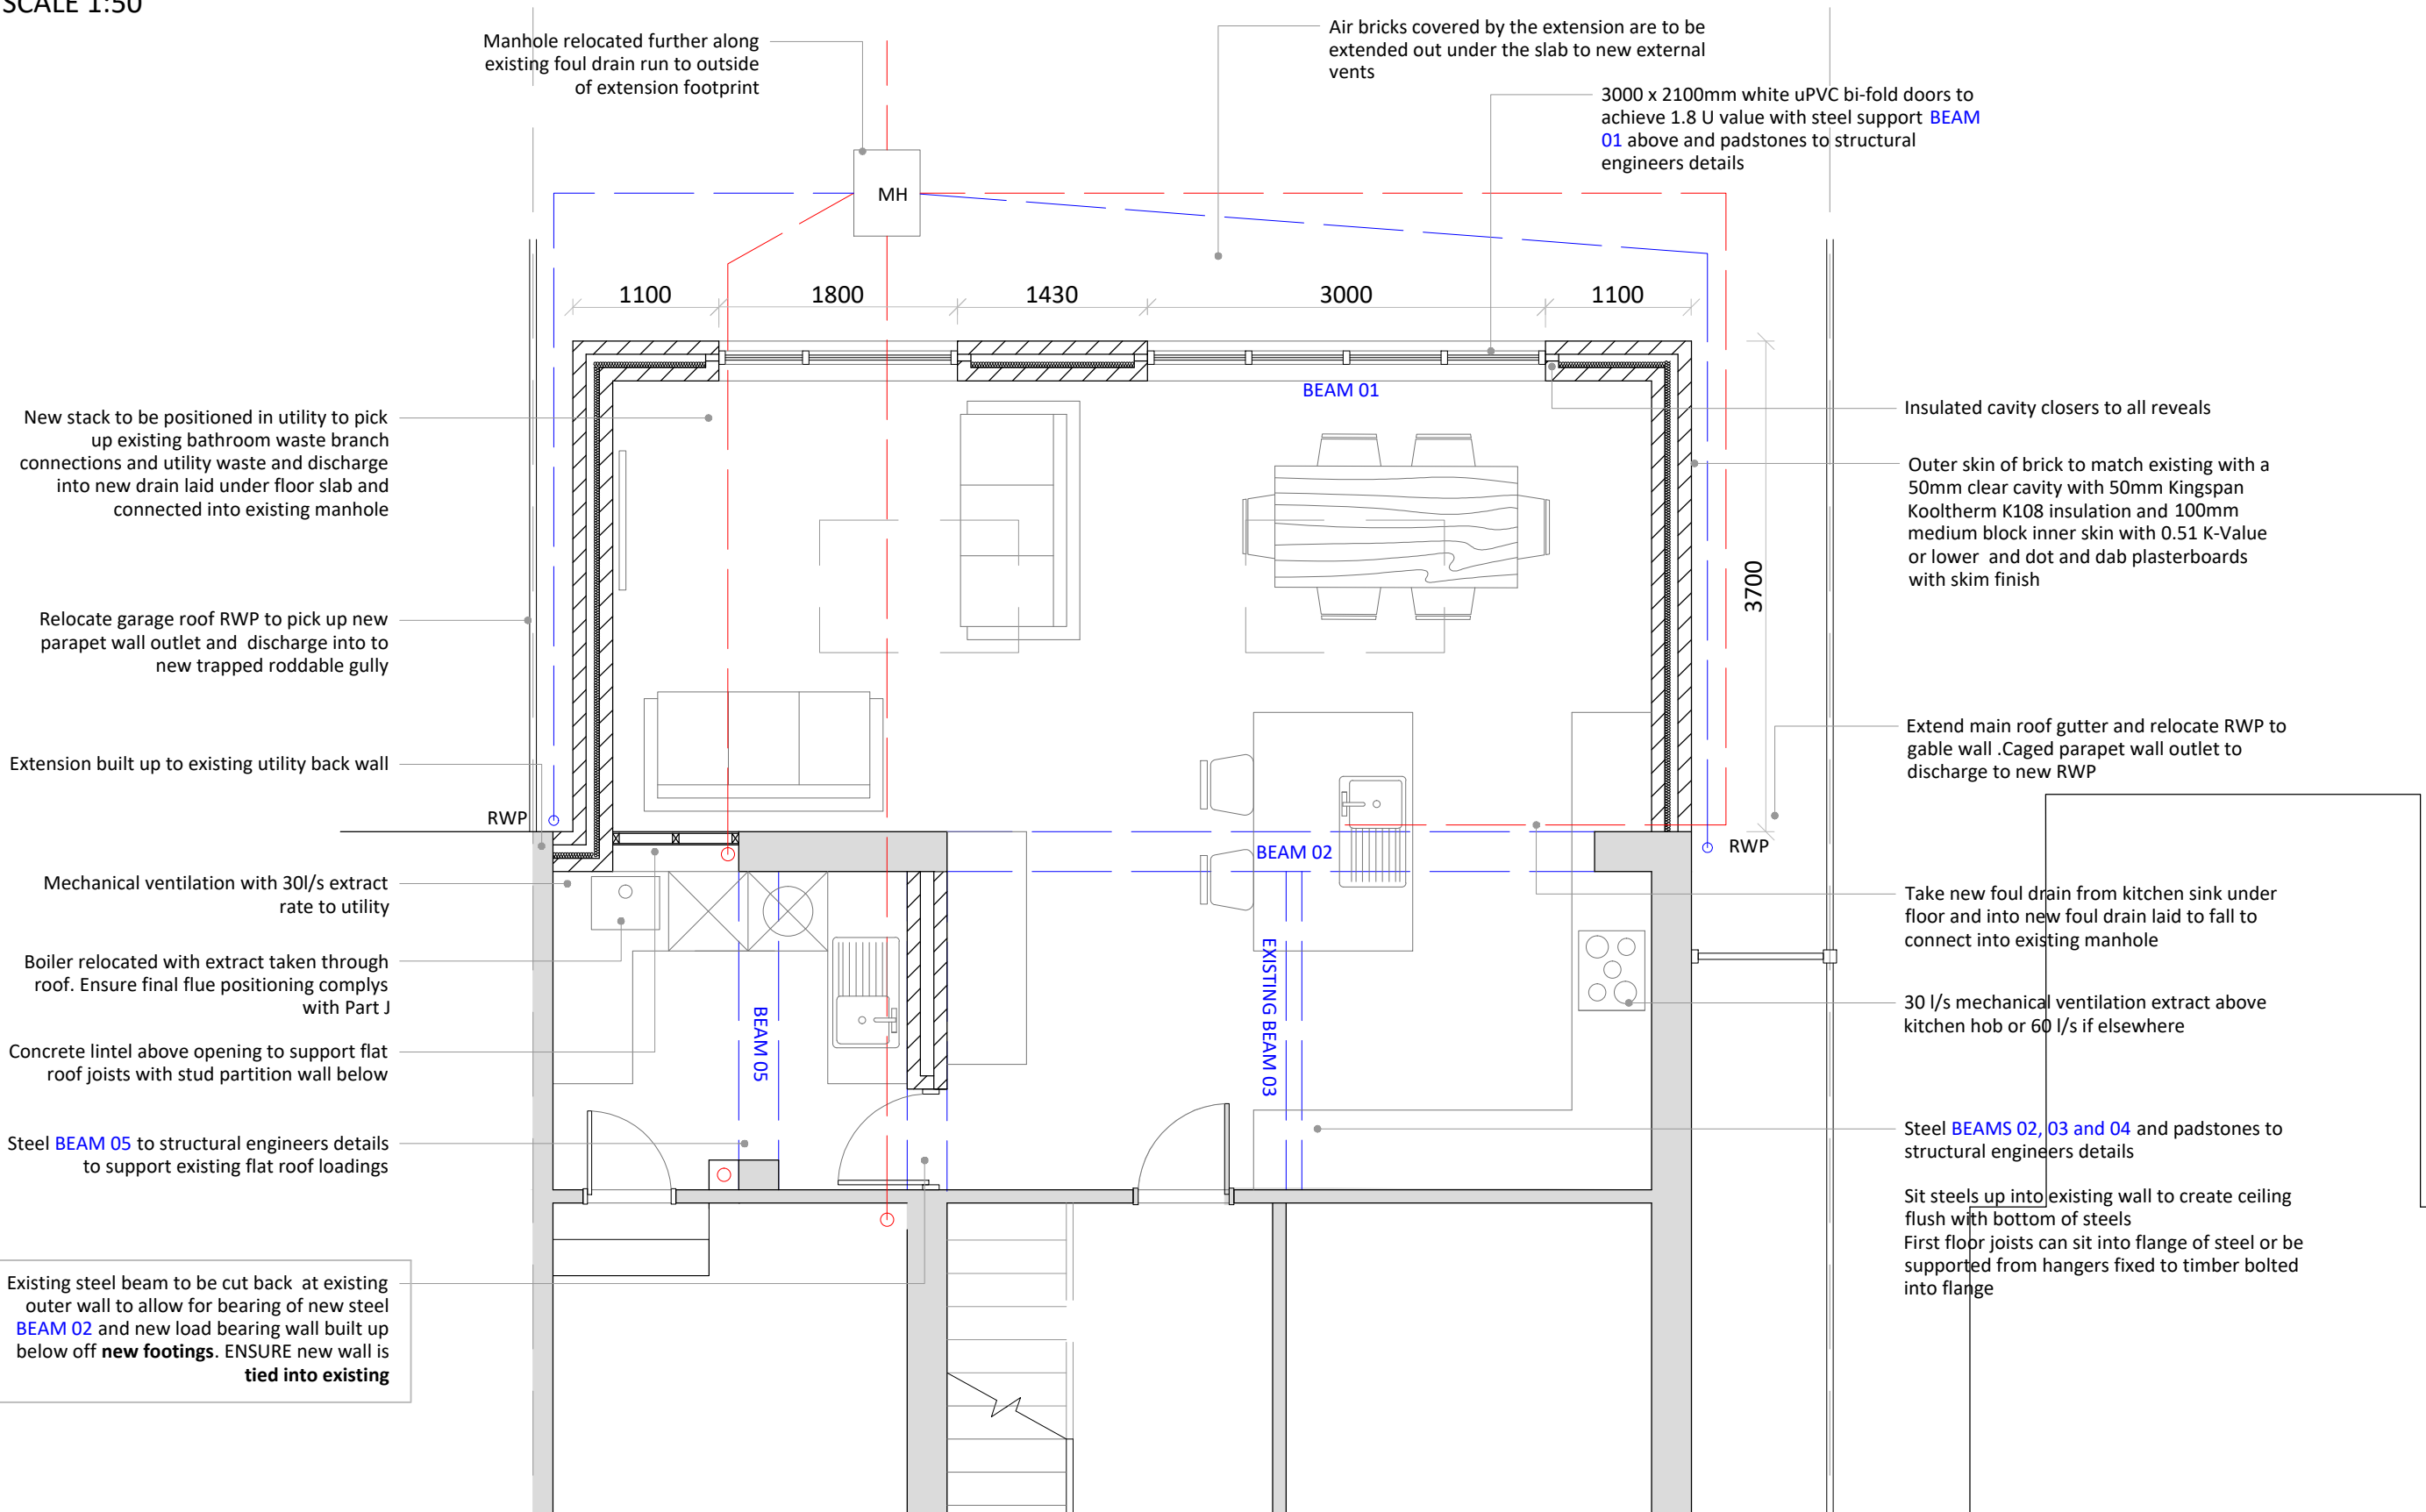 SCALE 1:50
Manhole relocated further along
existing foul drain run to outside
of extension footprint
Air bricks covered by the extension are to be
extended out under the slab to new external
vents
3000 x 2100mm white uPVC bi-fold doors to
achieve 1.8 U value with steel support BEAM
01 above and padstones to structural
engineers details
MH
1100
1800
1430
3000
1100
BEAM 01
3700
New stack to be positioned in utility to pick
up existing bathroom waste branch
connections and utility waste and discharge
into new drain laid under floor slab and
connected into existing manhole
Relocate garage roof RWP to pick up new
parapet wall outlet and discharge into to
new trapped roddable gully
Extension built up to existing utility back wall
RWP
Mechanical ventilation with 30l/s extract
rate to utility
Boiler relocated with extract taken through
roof. Ensure final flue positioning complys
with Part J
Concrete lintel above opening to support flat
roof joists with stud partition wall below
Steel BEAM 05 to structural engineers details
to support existing flat roof loadings
Existing steel beam to be cut back at existing
outer wall to allow for bearing of new steel
BEAM 02 and new load bearing wall built up
below off new footings. ENSURE new wall is
tied into existing
BEAM 02
BEAM 05
EXISTING BEAM 03
RWP
Insulated cavity closers to all reveals
Outer skin of brick to match existing with a
50mm clear cavity with 50mm Kingspan
Kooltherm K108 insulation and 100mm
medium block inner skin with 0.51 K-Value
or lower and dot and dab plasterboards
with skim finish
Extend main roof gutter and relocate RWP to
gable wall .Caged parapet wall outlet to
discharge to new RWP
Take new foul drain from kitchen sink under
floor and into new foul drain laid to fall to
connect into existing manhole
30 l/s mechanical ventilation extract above
kitchen hob or 60 l/s if elsewhere
Steel BEAMS 02, 03 and 04 and padstones to
structural engineers details
Sit steels up into existing wall to create ceiling
flush with bottom of steels
First floor joists can sit into flange of steel or be
supported from hangers fixed to timber bolted
into flange